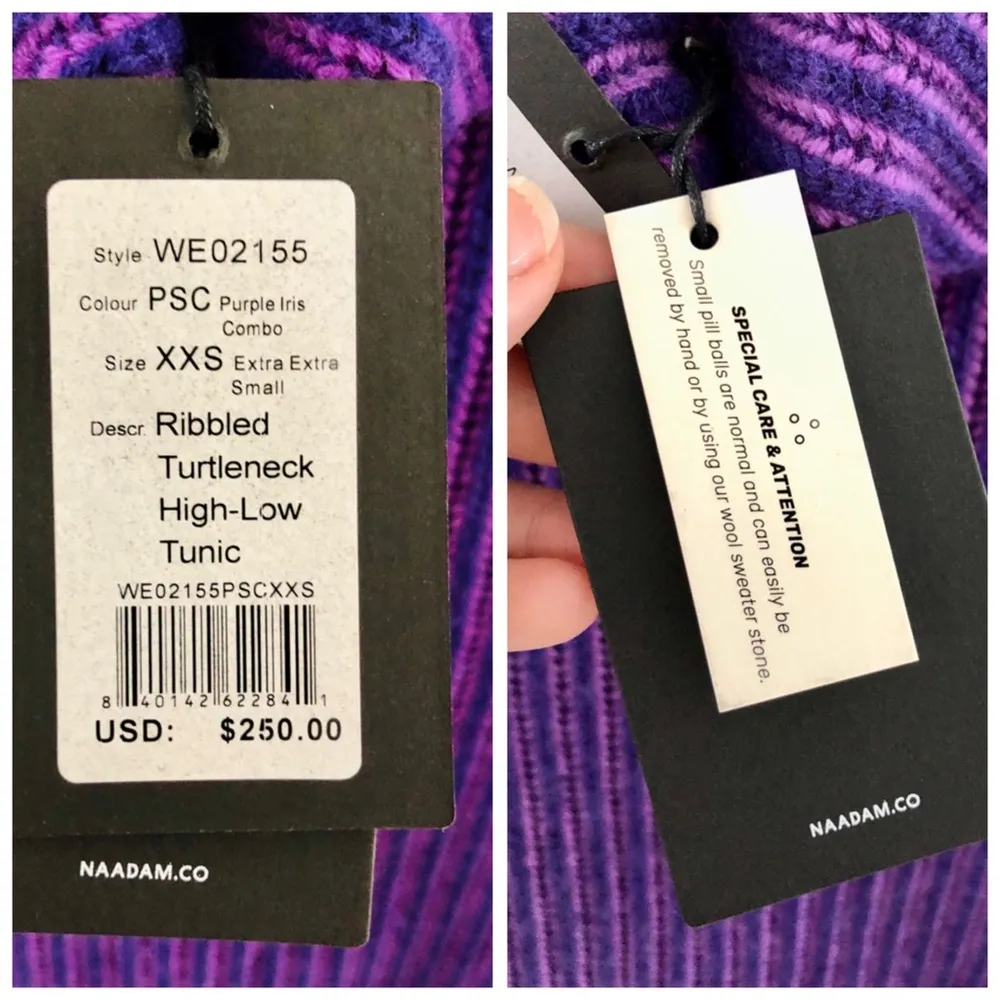 Style WE02155
Colour PSC Purple Iris
Combo
Size XXS Extra Extra
Small
Descr. Ribbled
Turtleneck
High-Low
Tunic
WE02155PSCXXS
8 40142 62284 1
USD: $250.00
NAADAM.CO
SPECIAL CARE & ATTENTION
Small pill balls are normal and can easily be
removed by hand or by using our wool sweater stone.
NAADAM.CO